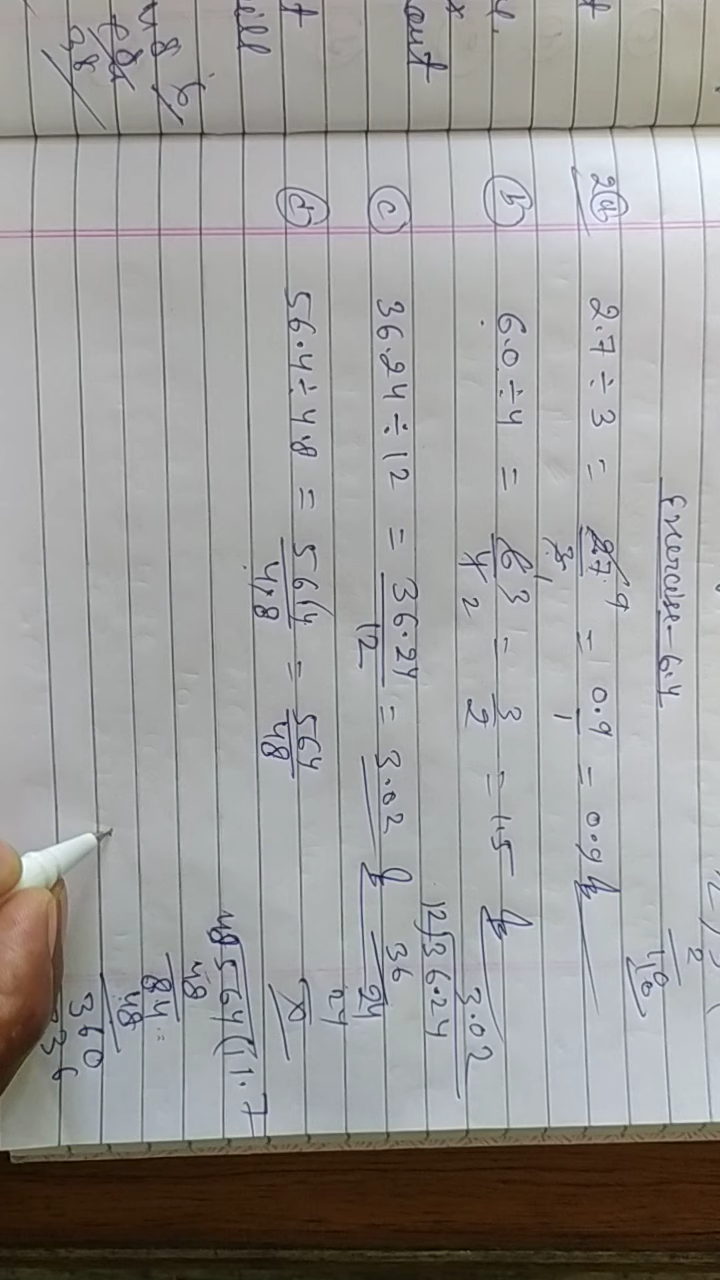 Exercise-6.4
2(a) 2.7 ÷ 3 = 2.7/3 = 0.9/1 = 0.9
(b) 6.0 ÷ 4 = 6/4 = 3/2 = 1.5
(c) 36.24 ÷ 12 = 36.24/12 = 3.02
(d) 56.4 ÷ 4.8 = 56.4/4.8 = 564/48
3.02
12)36.24
36
24
24
x
48)564(11.7
48
84
48
360
336